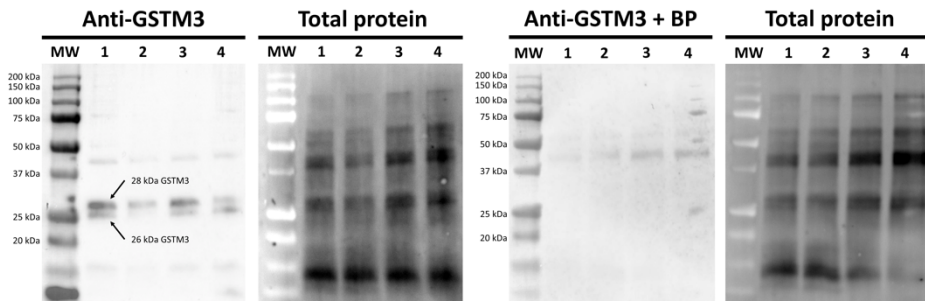 Anti-GSTM3
Total protein
Anti-GSTM3 + BP
Total protein
MW 1 2 3 4
1 2 3 4
MW 1 2 3 4
1 2 3 4
200 kDa
150 kDa
100 kDa
75 kDa
50 kDa
37 kDa
25 kDa
20 kDa
28 kDa GSTM3
26 kDa GSTM3
MW
200 kDa
150 kDa
100 kDa
75 kDa
50 kDa
37 kDa
25 kDa
20 kDa
MW